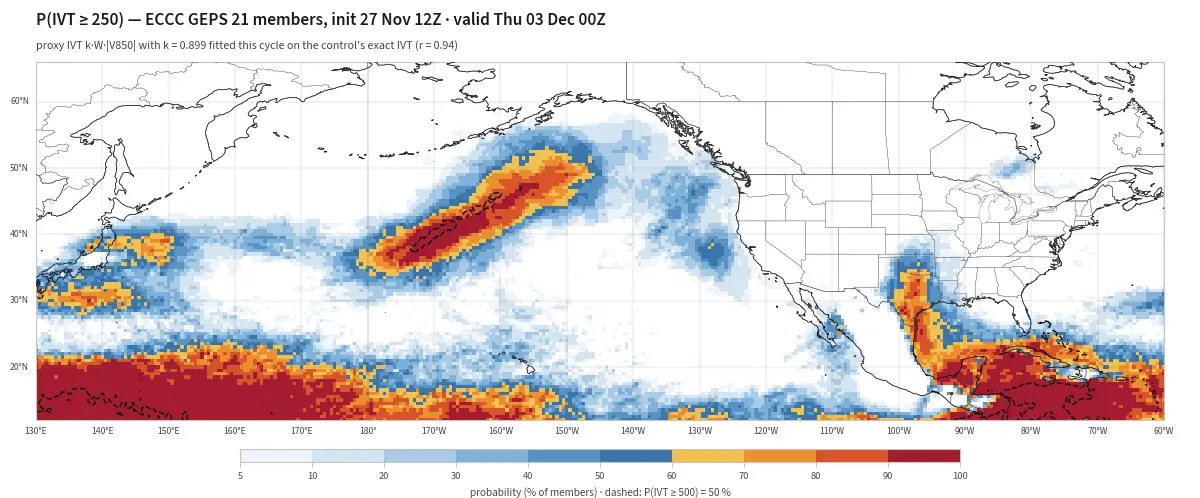 P(IVT ≥ 250) — ECCC GEPS 21 members, init 27 Nov 12Z · valid Thu 03 Dec 00Z
proxy IVT k·W·|V850| with k = 0.899 fitted this cycle on the control's exact IVT (r = 0.94)
60°N
50°N
40°N
30°N
20°N
130°E 140°E 150°E 160°E 170°E 180° 170°W 160°W 150°W 140°W 130°W 120°W 110°W 100°W 90°W 80°W 70°W 60°W
5 10 20 30 40 50 60 70 80 90 100
probability (% of members) · dashed: P(IVT ≥ 500) = 50 %